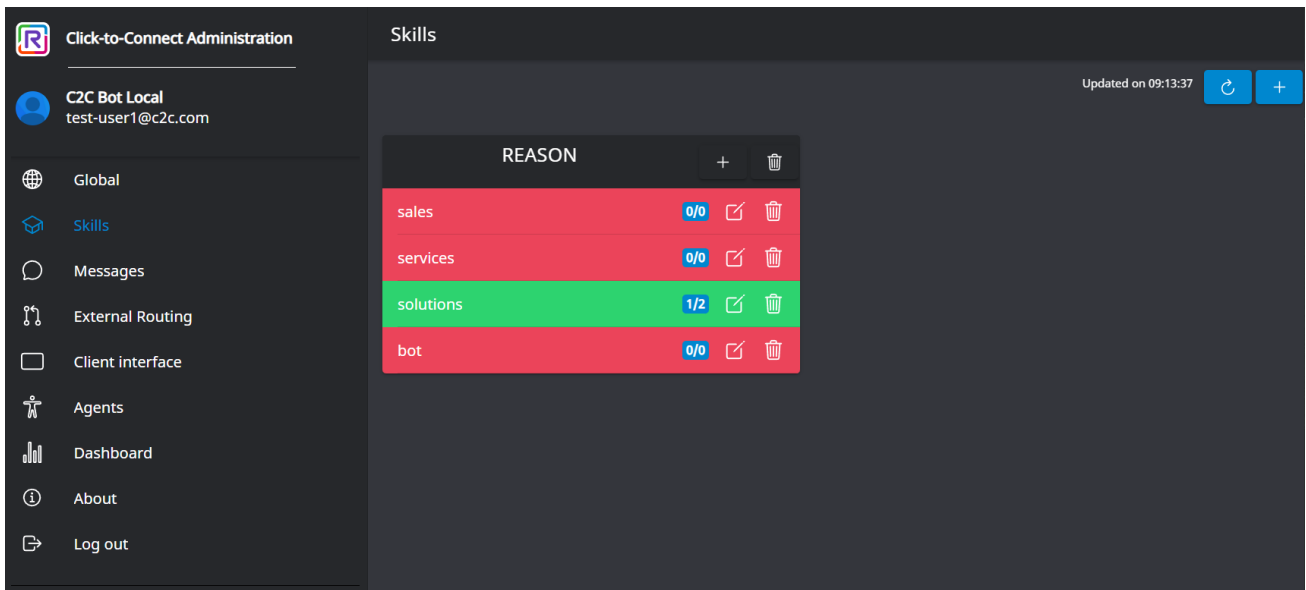 R
Click-to-Connect Administration
C2C Bot Local
test-user1@c2c.com
Global
Skills
Messages
External Routing
Client interface
Agents
Dashboard
About
Log out
Skills
Updated on 09:13:37
REASON
sales 0/0
services 0/0
solutions 1/2
bot 0/0